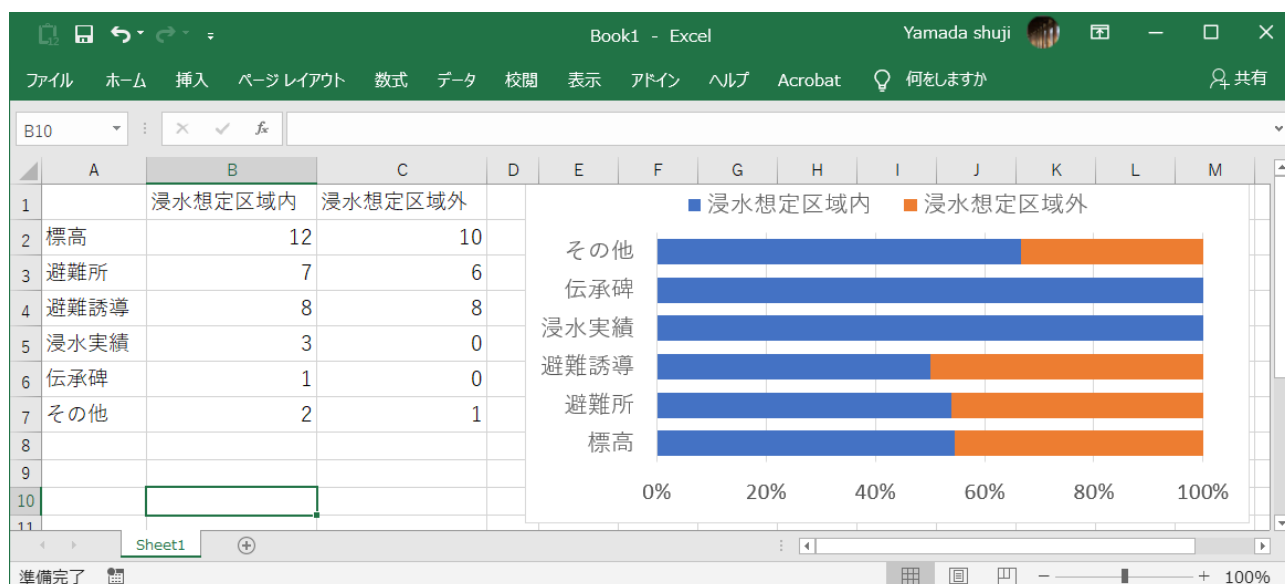 Book1 - Excel
Yamada shuji
ファイル ホーム 挿入 ページ レイアウト 数式 データ 校閲 表示 アドイン ヘルプ Acrobat 何をしますか 共有
B10 fx
A B C D E F G H I J K L M
1 浸水想定区域内 浸水想定区域外
2 標高 12 10
3 避難所 7 6
4 避難誘導 8 8
5 浸水実績 3 0
6 伝承碑 1 0
7 その他 2 1
8
9
10
11
浸水想定区域内 浸水想定区域外
その他
伝承碑
浸水実績
避難誘導
避難所
標高
0% 20% 40% 60% 80% 100%
Sheet1
準備完了 100%